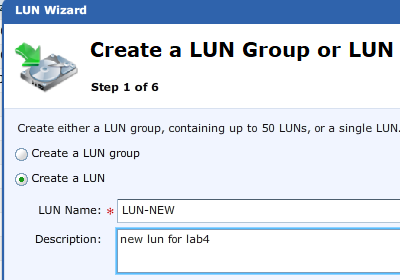 LUN Wizard
Create a LUN Group or LUN
Step 1 of 6
Create either a LUN group, containing up to 50 LUNs, or a single LUN.
Create a LUN group
Create a LUN
LUN Name: * LUN-NEW
Description: new lun for lab4